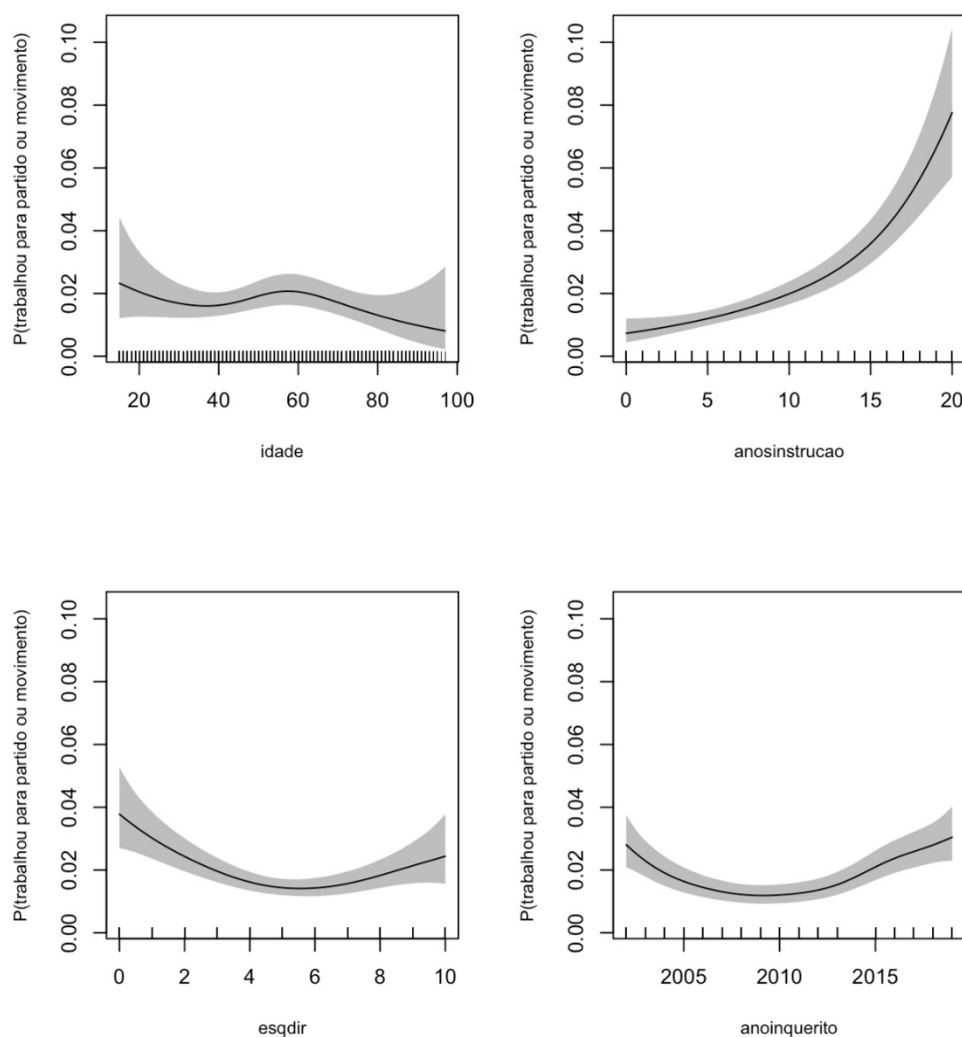 P(trabalhou para partido ou movimento)
0.00 0.02 0.04 0.06 0.08 0.10
20 40 60 80 100
idade
P(trabalhou para partido ou movimento)
0.00 0.02 0.04 0.06 0.08 0.10
0 5 10 15 20
anosinstrucao
P(trabalhou para partido ou movimento)
0.00 0.02 0.04 0.06 0.08 0.10
0 2 4 6 8 10
esqdir
P(trabalhou para partido ou movimento)
0.00 0.02 0.04 0.06 0.08 0.10
2005 2010 2015
anoinquerito